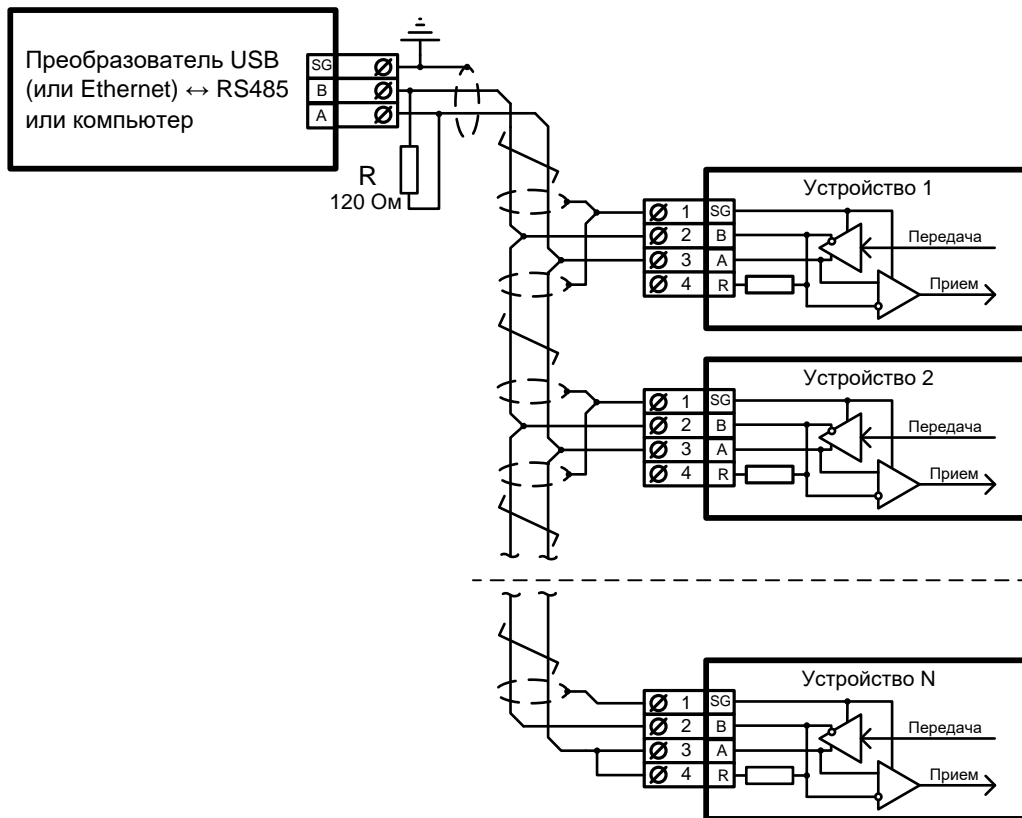 Преобразователь USB
(или Ethernet) ↔ RS485
или компьютер
SG
B
A
R
120 Ом
Устройство 1
1 SG
2 B
3 A
4 R
Передача
Прием
Устройство 2
1 SG
2 B
3 A
4 R
Передача
Прием
Устройство N
1 SG
2 B
3 A
4 R
Передача
Прием